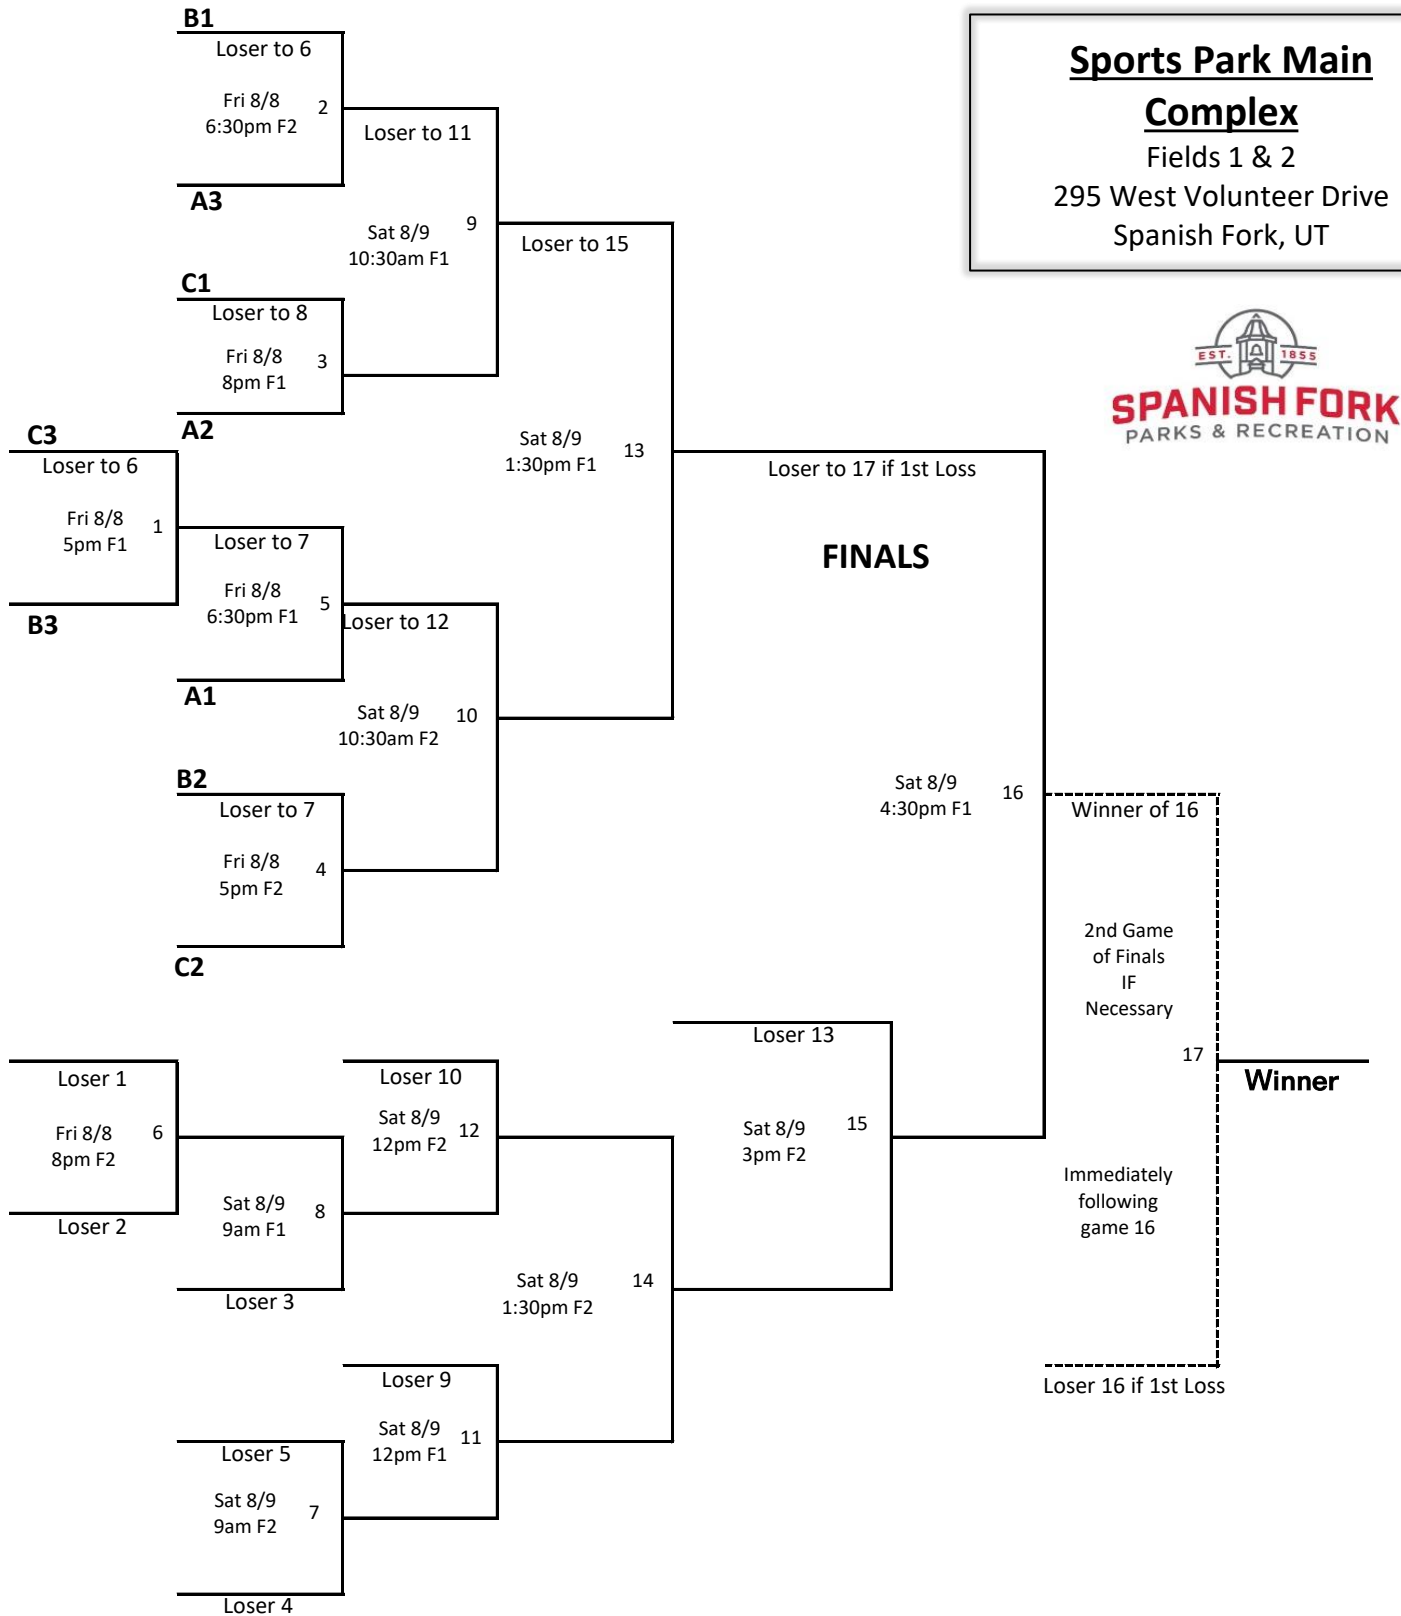 B1
Loser to 6
Fri 8/8
6:30pm F2
2
A3
Loser to 11
Sat 8/9
10:30am F1
9
C1
Loser to 8
Fri 8/8
8pm F1
3
A2
Loser to 15
Sat 8/9
1:30pm F1
13
C3
Loser to 6
Fri 8/8
5pm F1
1
B3
Loser to 7
Fri 8/8
6:30pm F1
5
A1
Loser to 12
Sat 8/9
10:30am F2
10
B2
Loser to 7
Fri 8/8
5pm F2
4
C2
Loser to 17 if 1st Loss
FINALS
Sat 8/9
4:30pm F1
16
Sports Park Main
Complex
Fields 1 & 2
295 West Volunteer Drive
Spanish Fork, UT
EST. 1855
SPANISH FORK
PARKS & RECREATION
Winner of 16
2nd Game
of Finals
IF
Necessary
17
Winner
Immediately
following
game 16
Loser 16 if 1st Loss
Loser 1
Fri 8/8
8pm F2
6
Loser 2
Sat 8/9
9am F1
8
Loser 3
Loser 10
Sat 8/9
12pm F2
12
Loser 13
Sat 8/9
3pm F2
15
Sat 8/9
1:30pm F2
14
Loser 9
Sat 8/9
12pm F1
11
Loser 5
Sat 8/9
9am F2
7
Loser 4